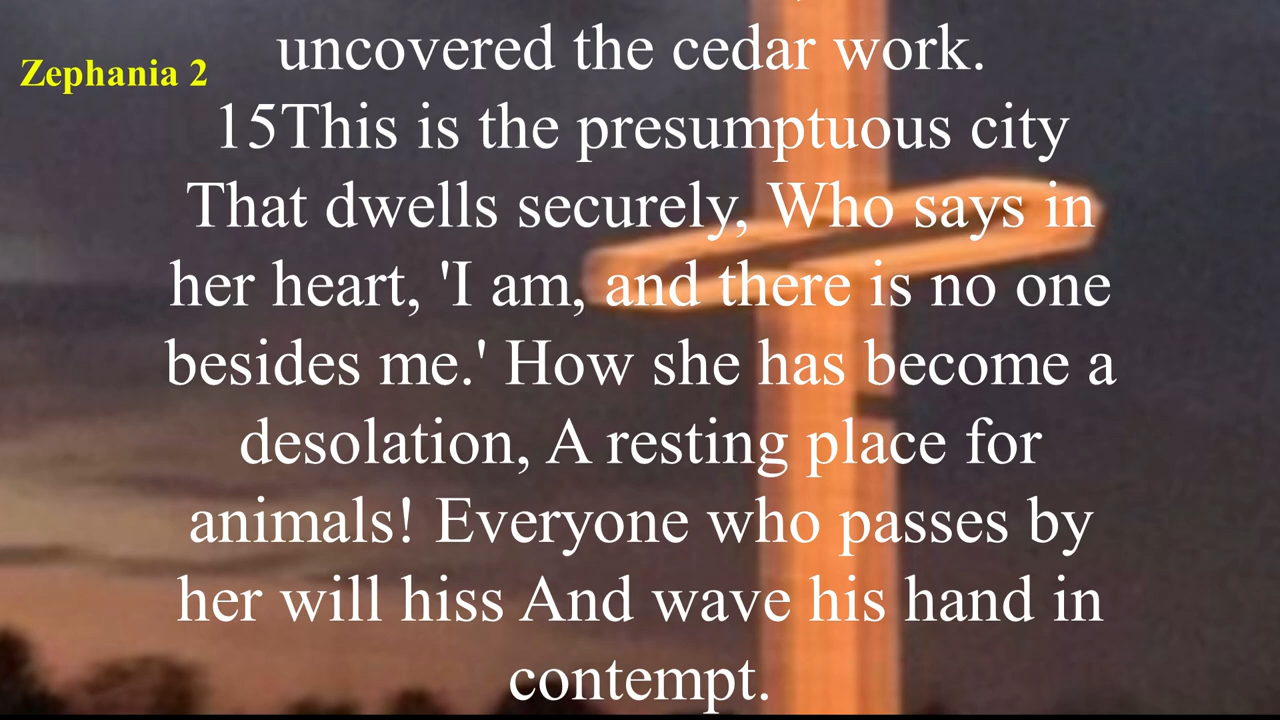 Zephania 2
uncovered the cedar work.
15This is the presumptuous city
That dwells securely, Who says in
her heart, 'I am, and there is no one
besides me.' How she has become a
desolation, A resting place for
animals! Everyone who passes by
her will hiss And wave his hand in
contempt.